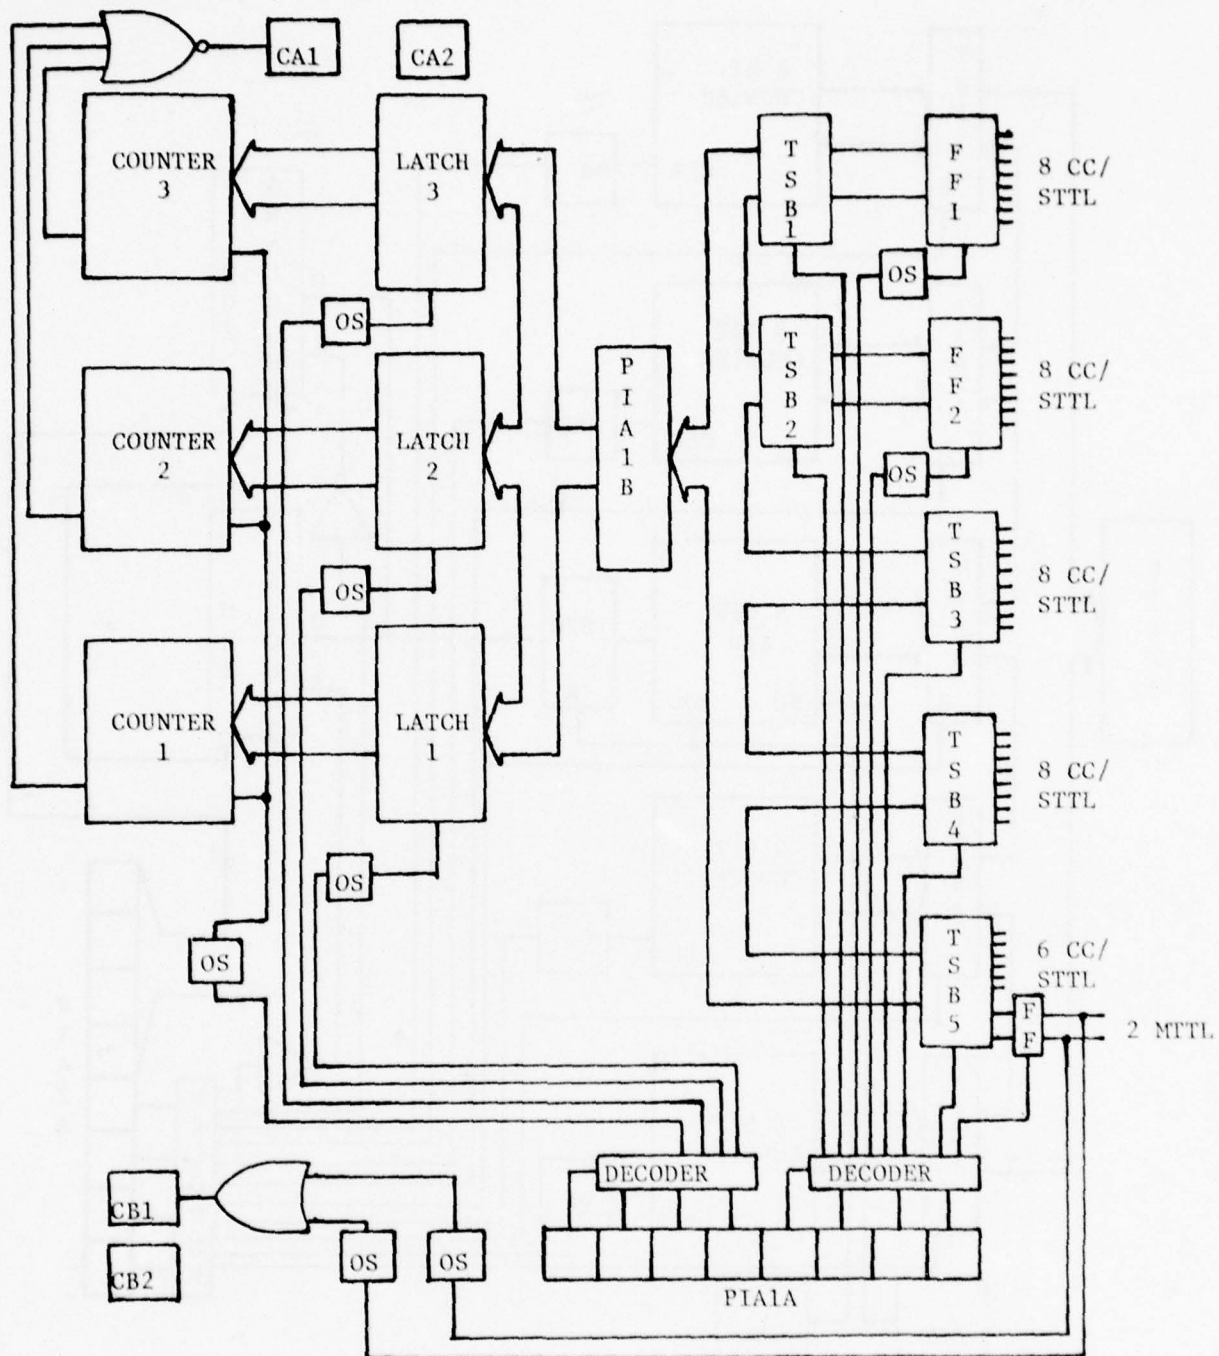 CA1
CA2
COUNTER
3
LATCH
3
T
S
B
1
F
F
1
8 CC/
STTL
OS
OS
COUNTER
2
LATCH
2
P
I
A
1
B
T
S
B
2
F
F
2
8 CC/
STTL
OS
OS
T
S
B
3
8 CC/
STTL
COUNTER
1
LATCH
1
T
S
B
4
8 CC/
STTL
OS
OS
T
S
B
5
6 CC/
STTL
F
F
2 MTTL
DECODER
DECODER
CB1
CB2
OS
OS
PIA1A